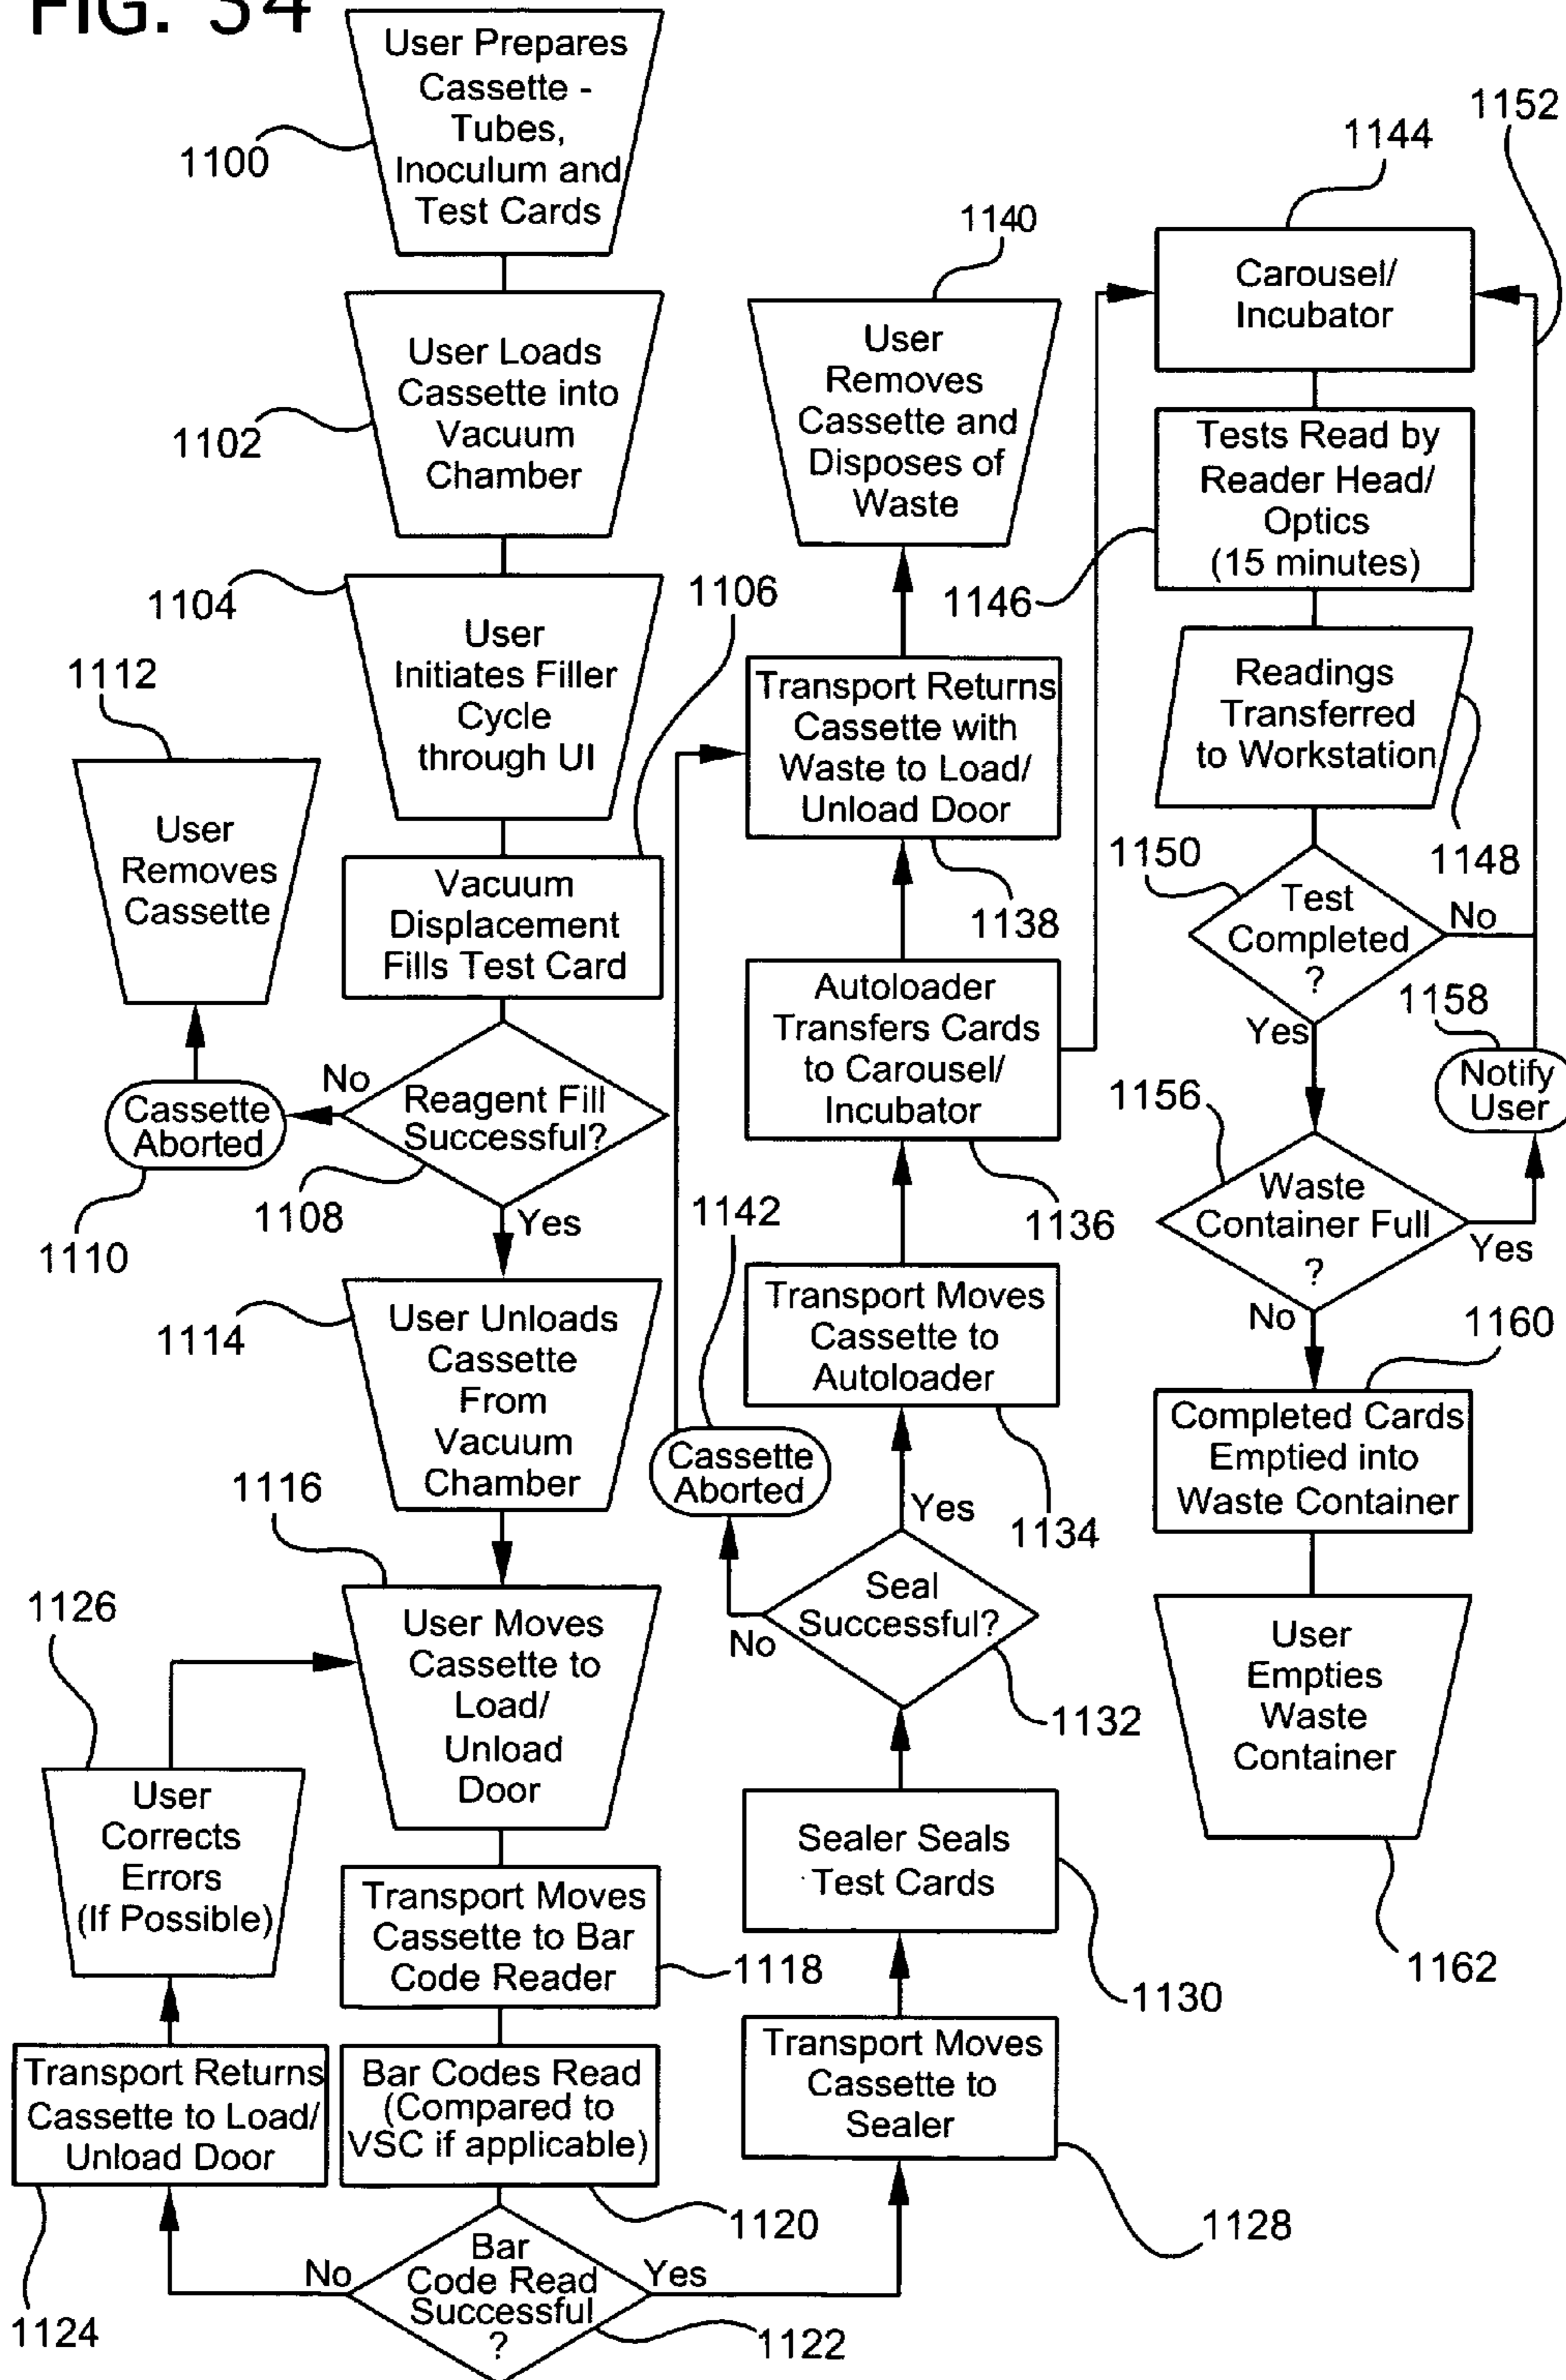 FIG. 34
User Prepares
Cassette -
Tubes,
Inoculum and
Test Cards
1100
User Loads
Cassette into
Vacuum
Chamber
1102
User
Initiates Filler
Cycle
through UI
1104
1106
Vacuum
Displacement
Fills Test Card
1112
User
Removes
Cassette
No
Cassette
Aborted
1110
Reagent Fill
Successful?
1108
Yes
User Unloads
Cassette
From
Vacuum
Chamber
1114
1116
User Moves
Cassette to
Load/
Unload
Door
1126
User
Corrects
Errors
(If Possible)
Transport Moves
Cassette to Bar
Code Reader
1118
Transport Returns
Cassette to Load/
Unload Door
1124
Bar Codes Read
(Compared to
VSC if applicable)
1120
No
Bar
Code Read
Successful
?
Yes
1122
Transport Moves
Cassette to
Sealer
1128
Sealer Seals
Test Cards
1130
Seal
Successful?
No
Yes
1132
1142
Cassette
Aborted
Transport Moves
Cassette to
Autoloader
1134
Autoloader
Transfers Cards
to Carousel/
Incubator
1136
Transport Returns
Cassette with
Waste to Load/
Unload Door
1138
1140
User
Removes
Cassette and
Disposes of
Waste
1144
1152
Carousel/
Incubator
Tests Read by
Reader Head/
Optics
(15 minutes)
1146
Readings
Transferred
to Workstation
1148
1150
Test
Completed
?
No
Yes
1158
Notify
User
1156
Waste
Container Full
?
Yes
No
1160
Completed Cards
Emptied into
Waste Container
User
Empties
Waste
Container
1162